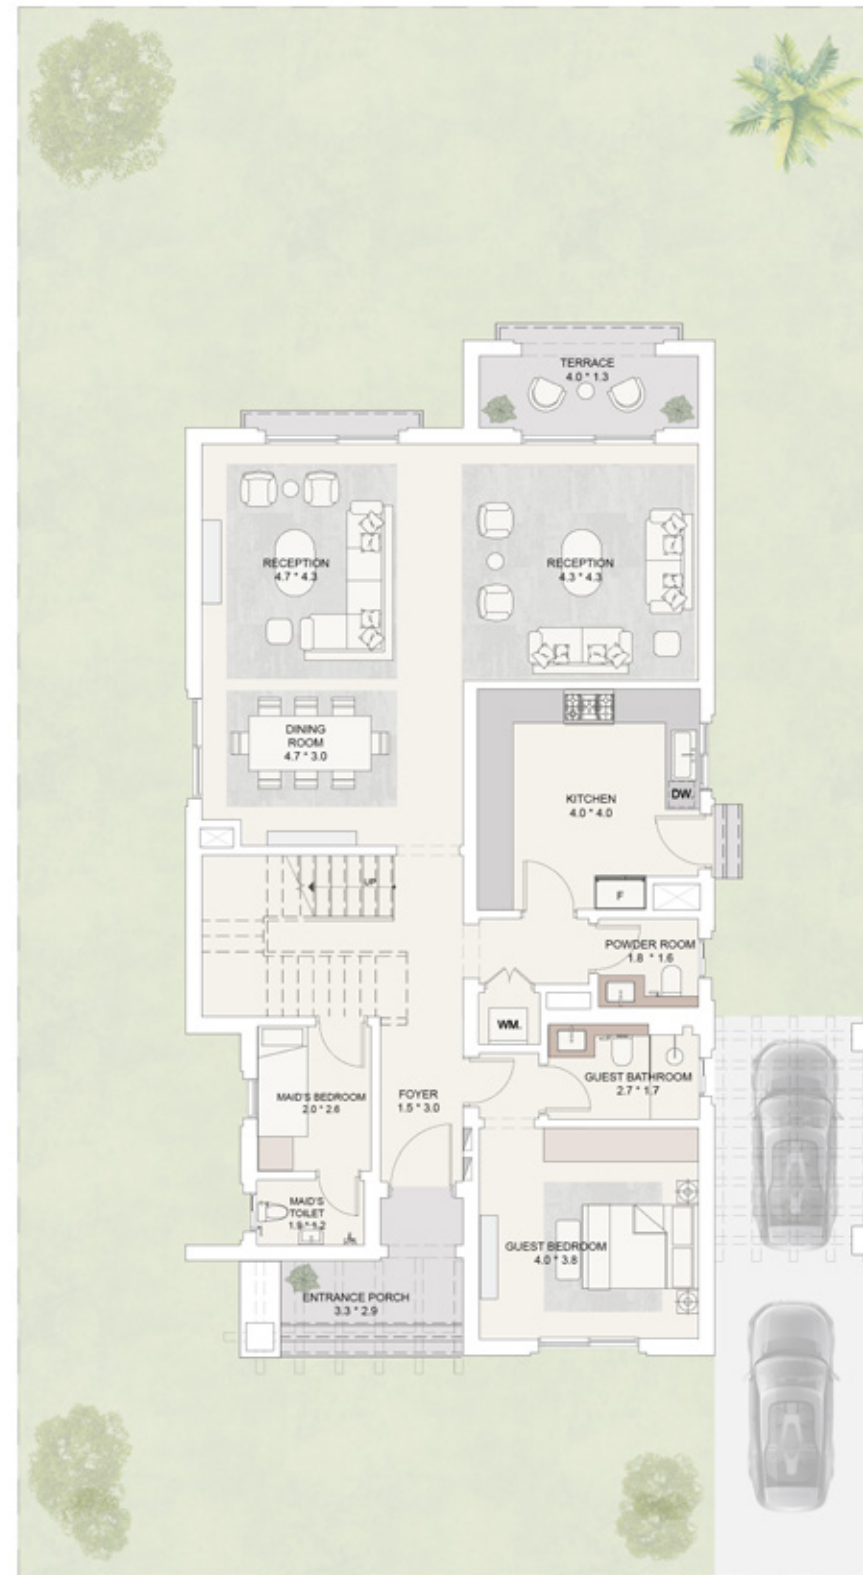 TERRACE
4.0 * 1.3
RECEPTION
4.7 * 4.3
RECEPTION
4.3 * 4.3
DINING
ROOM
4.7 * 3.0
KITCHEN
4.0 * 4.0
DW.
F
UP
POWDER ROOM
1.8 * 1.6
WM.
GUEST BATHROOM
2.7 * 1.7
MAID'S BEDROOM
2.0 * 2.6
FOYER
1.5 * 3.0
MAID'S
TOILET
1.9 * 1.2
GUEST BEDROOM
4.0 * 3.8
ENTRANCE PORCH
3.3 * 2.9